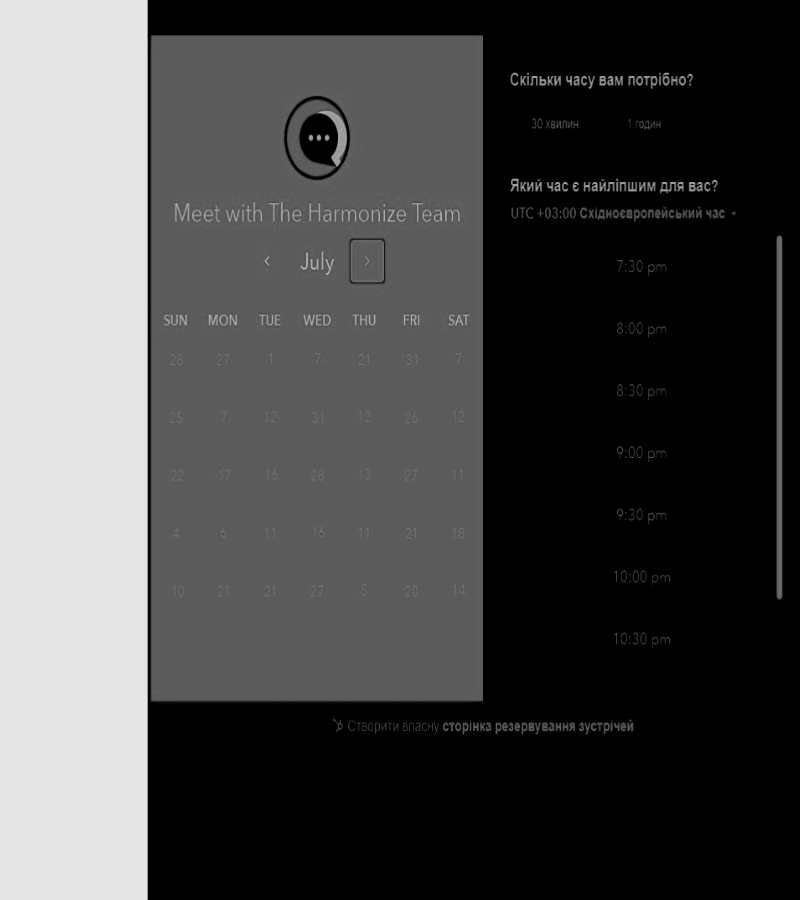 Meet with The Harmonize Team
July
SUN MON TUE WED THU FRI SAT
28 27 1 7 21 31 7
25 7 12 31 12 26 12
22 17 16 28 13 27 11
4 6 11 16 11 21 18
10 21 21 27 5 20 14
Скільки часу вам потрібно?
30 хвилин 1 годин
Який час є найліпшим для вас?
UTC +03:00 Східноєвропейський час
7:30 pm
8:00 pm
8:30 pm
9:00 pm
9:30 pm
10:00 pm
10:30 pm
Створити власну сторінка резервування зустрічей